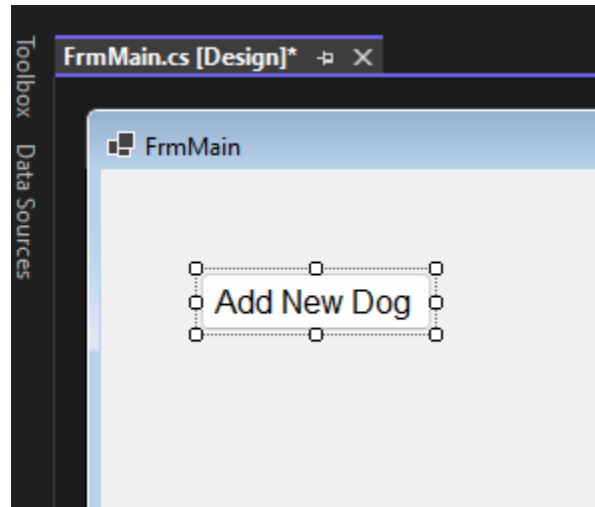 Toolbox
Data Sources
FrmMain.cs [Design]*
FrmMain
Add New Dog